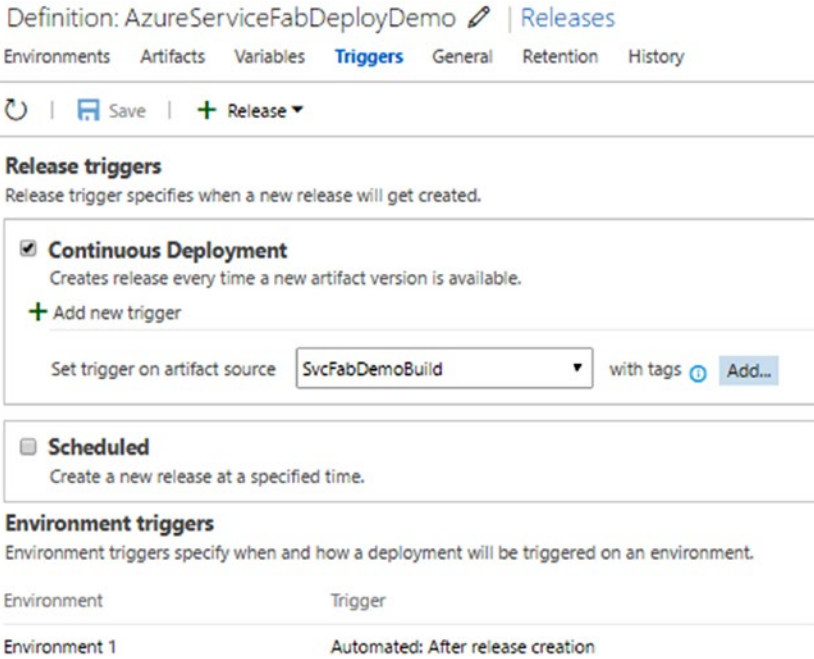 Definition: AzureServiceFabDeployDemo | Releases
Environments Artifacts Variables Triggers General Retention History
Save | + Release
Release triggers
Release trigger specifies when a new release will get created.
Continuous Deployment
Creates release every time a new artifact version is available.
+ Add new trigger
Set trigger on artifact source SvcFabDemoBuild with tags Add...
Scheduled
Create a new release at a specified time.
Environment triggers
Environment triggers specify when and how a deployment will be triggered on an environment.
Environment Trigger
Environment 1 Automated: After release creation